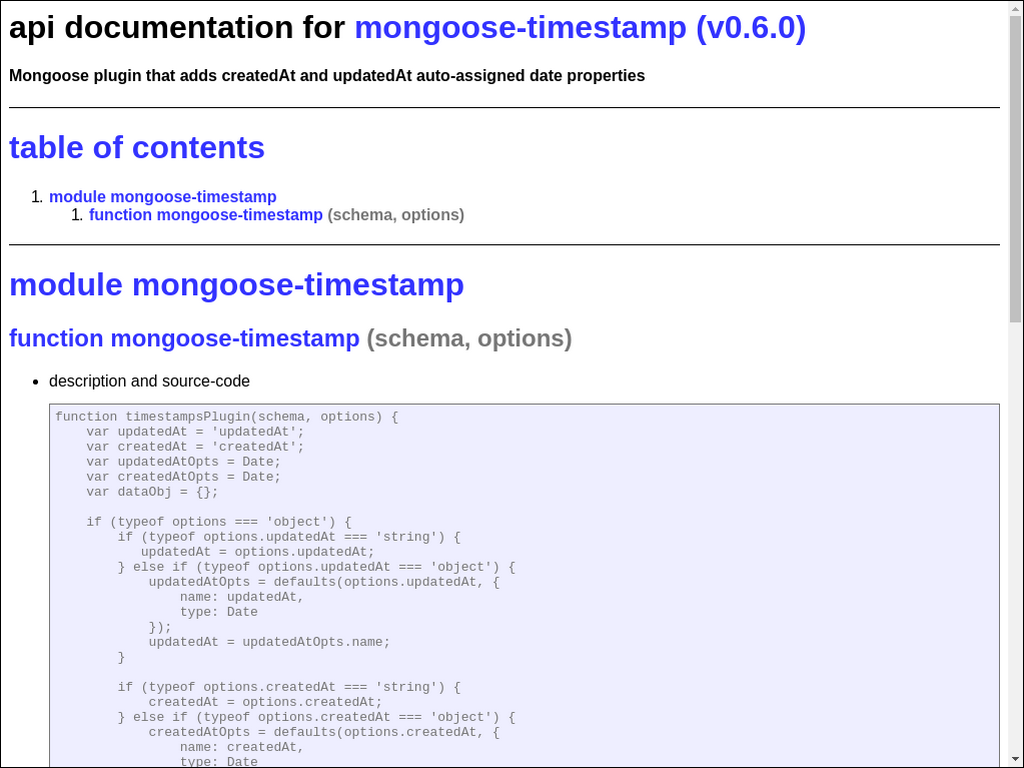 api documentation for mongoose-timestamp (v0.6.0)
Mongoose plugin that adds createdAt and updatedAt auto-assigned date properties
table of contents
1. module mongoose-timestamp
1. function mongoose-timestamp (schema, options)
module mongoose-timestamp
function mongoose-timestamp (schema, options)
• description and source-code
function timestampsPlugin(schema, options) {
    var updatedAt = 'updatedAt';
    var createdAt = 'createdAt';
    var updatedAtOpts = Date;
    var createdAtOpts = Date;
    var dataObj = {};

    if (typeof options === 'object') {
        if (typeof options.updatedAt === 'string') {
           updatedAt = options.updatedAt;
        } else if (typeof options.updatedAt === 'object') {
            updatedAtOpts = defaults(options.updatedAt, {
                name: updatedAt,
                type: Date
            });
            updatedAt = updatedAtOpts.name;
        }

        if (typeof options.createdAt === 'string') {
            createdAt = options.createdAt;
        } else if (typeof options.createdAt === 'object') {
            createdAtOpts = defaults(options.createdAt, {
                name: createdAt,
                type: Date